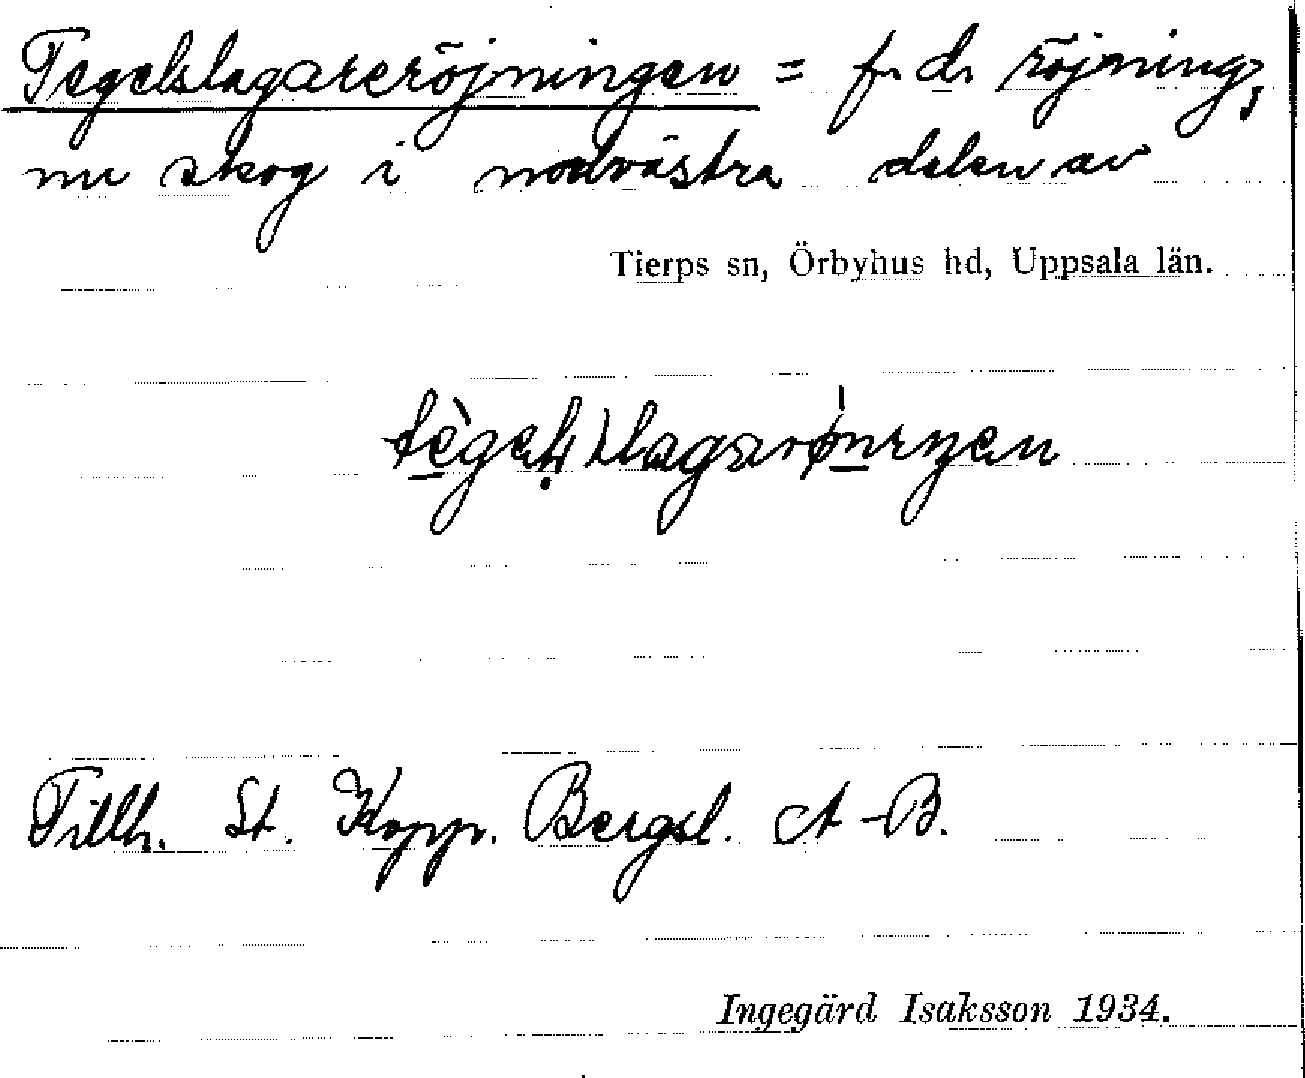 Tegelslagareröjningen = f. d. röjning,
nu skog i nordvästra delen av
Tierps sn, Örbyhus hd, Uppsala län.
Tillh. St. Kopp. Bergsl. A-B.
Ingegärd Isaksson 1934.